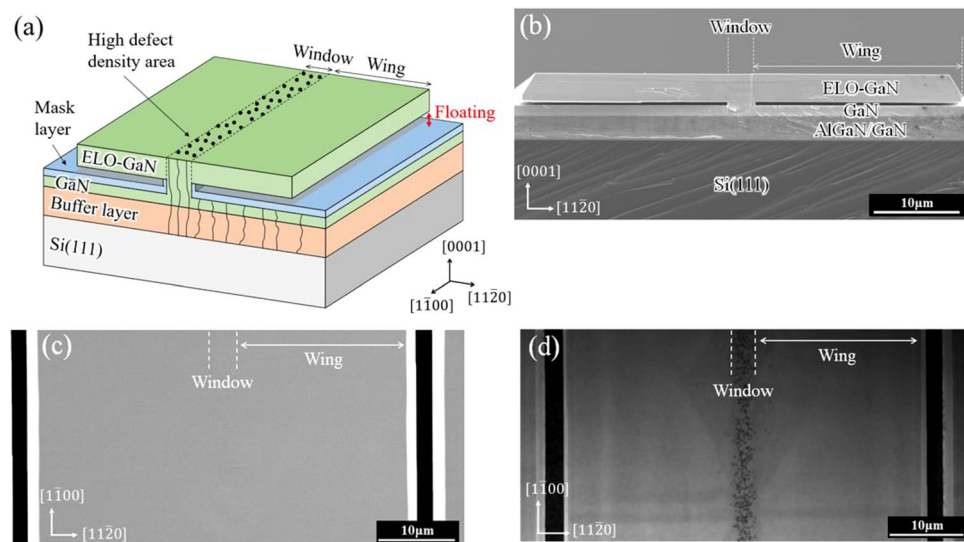 (a)
High defect
density area
Window
Wing
Mask
layer
Floating
ELO-GaN
GaN
Buffer layer
Si(111)
[0001]
[11̅00]
[112̅0]
(b)
Window
Wing
ELO-GaN
GaN
AlGaN/GaN
Si(111)
[0001]
[112̅0]
10μm
(c)
Wing
Window
[11̅00]
[112̅0]
10μm
(d)
Wing
Window
[11̅00]
[112̅0]
10μm